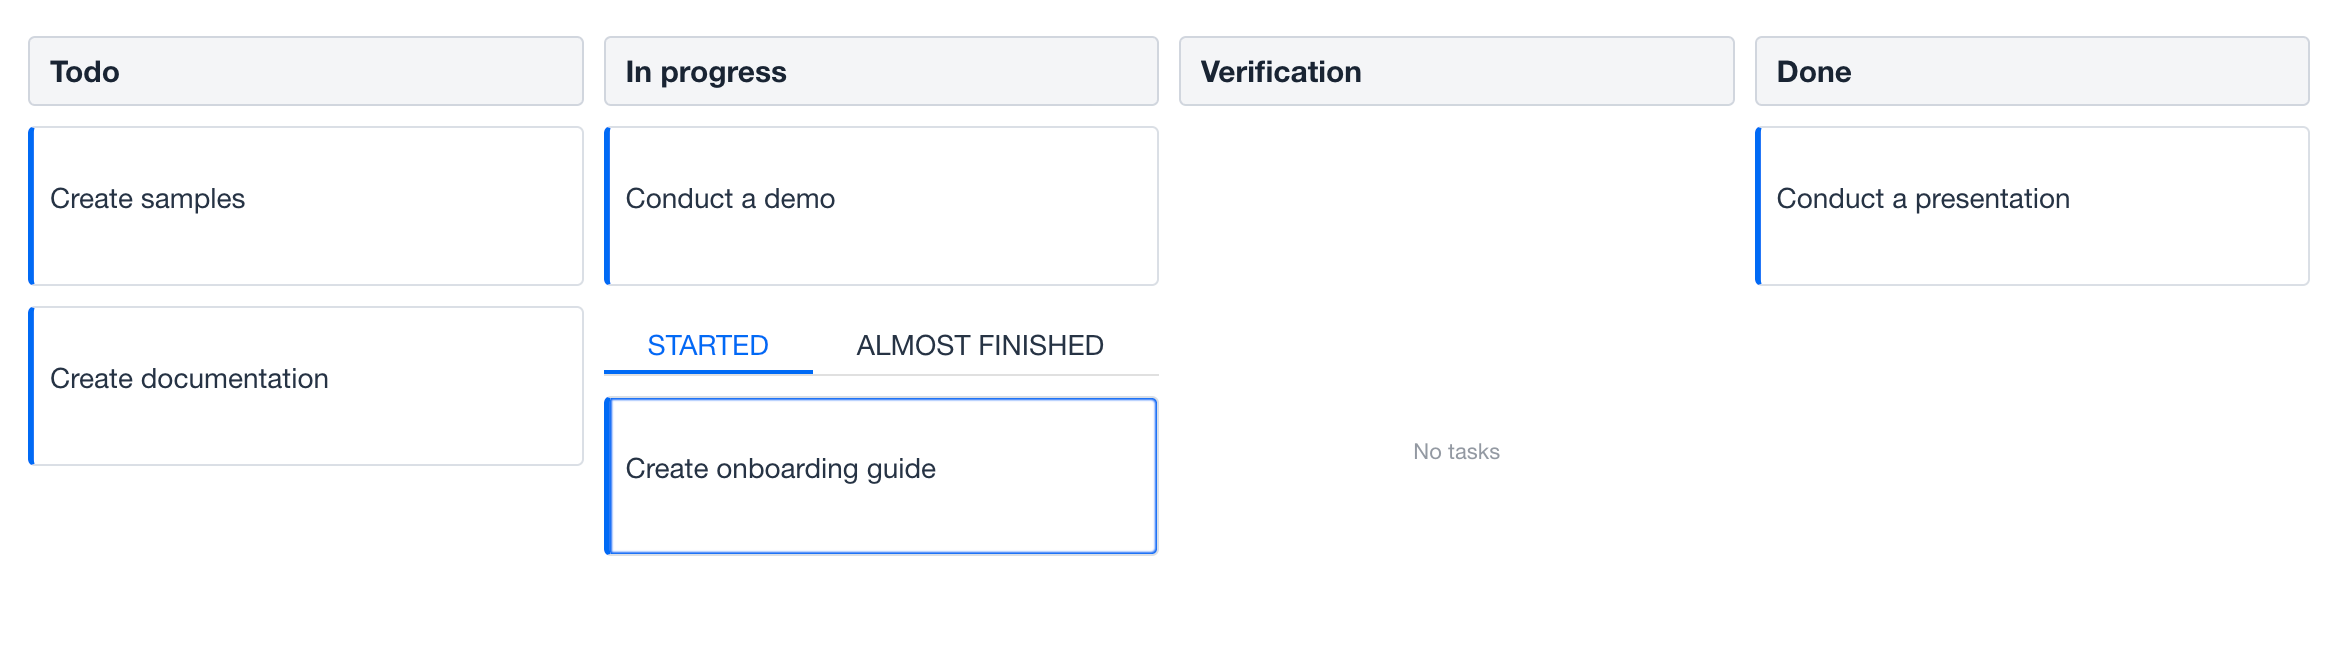 Todo
Create samples
Create documentation
In progress
Conduct a demo
STARTED
ALMOST FINISHED
Create onboarding guide
Verification
No tasks
Done
Conduct a presentation